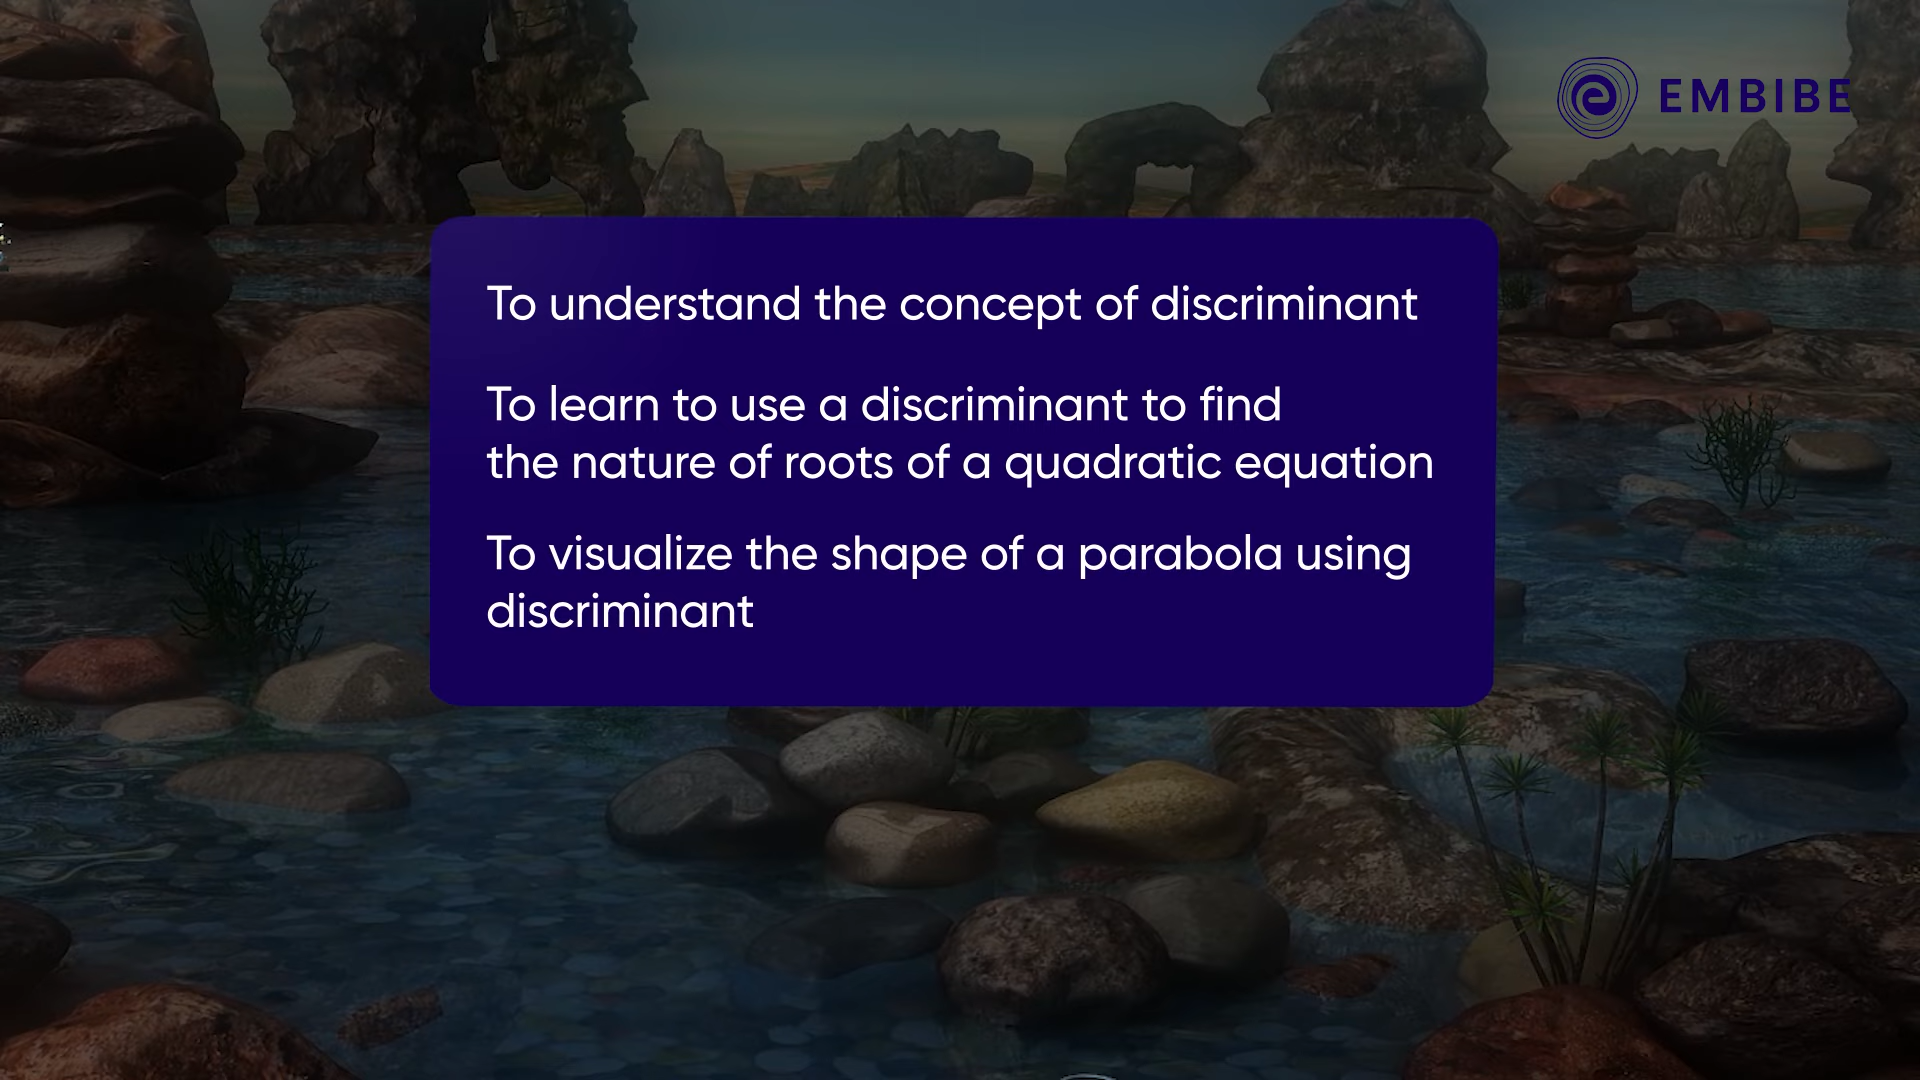 EMBIBE
To understand the concept of discriminant
To learn to use a discriminant to find
the nature of roots of a quadratic equation
To visualize the shape of a parabola using
discriminant